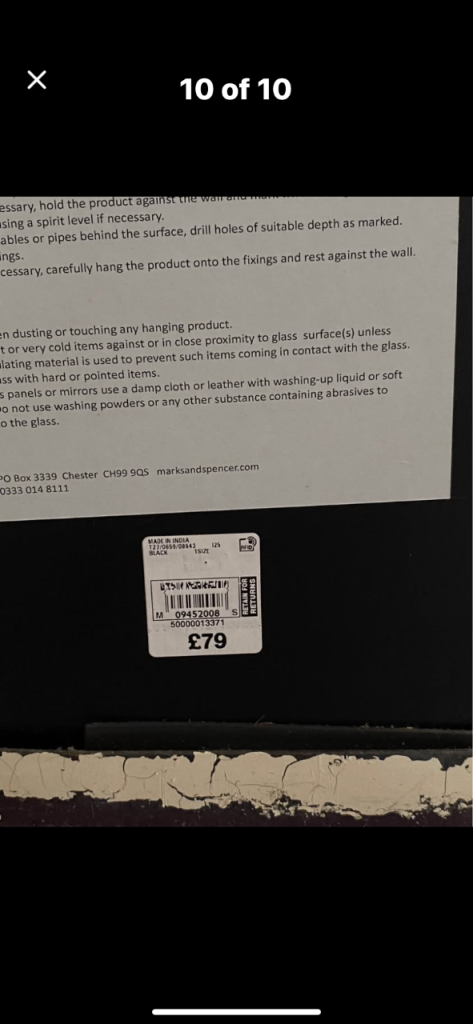 10 of 10
essary, hold the product against the wall and
using a spirit level if necessary.
ables or pipes behind the surface, drill holes of suitable depth as marked.
ings.
cessary, carefully hang the product onto the fixings and rest against the wall.
en dusting or touching any hanging product.
t or very cold items against or in close proximity to glass surface(s) unless
ulating material is used to prevent such items coming in contact with the glass.
ass with hard or pointed items.
s panels or mirrors use a damp cloth or leather with washing-up liquid or soft
o not use washing powders or any other substance containing abrasives to
o the glass.
PO Box 3339 Chester CH99 9QS marksandspencer.com
0333 014 8111
MADE IN INDIA
BLACK 1SIZE
RFID
RETAIN FOR
RETURNS
M 09452008 S
50000013371
£79